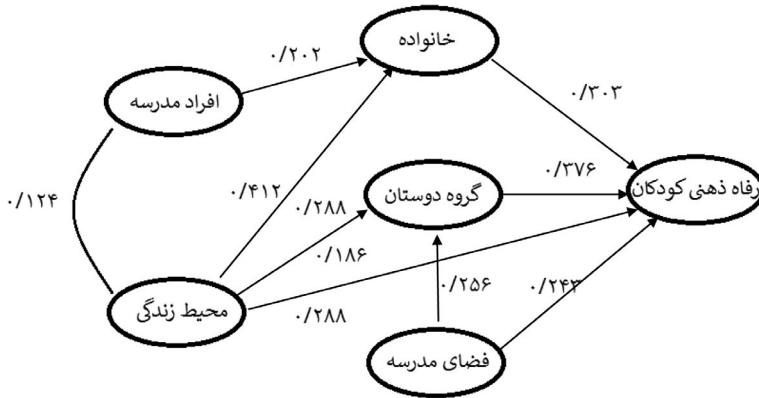 خانواده
۰/۲۰۲
افراد مدرسه
۰/۳۰۳
۰/۴۱۲
۰/۳۷۶
رفاه ذهنی کودکان
گروه دوستان
۰/۱۲۴
۰/۲۸۸
۰/۱۸۶
۰/۲۵۶
۰/۲۴۳
محیط زندگی
۰/۲۸۸
فضای مدرسه